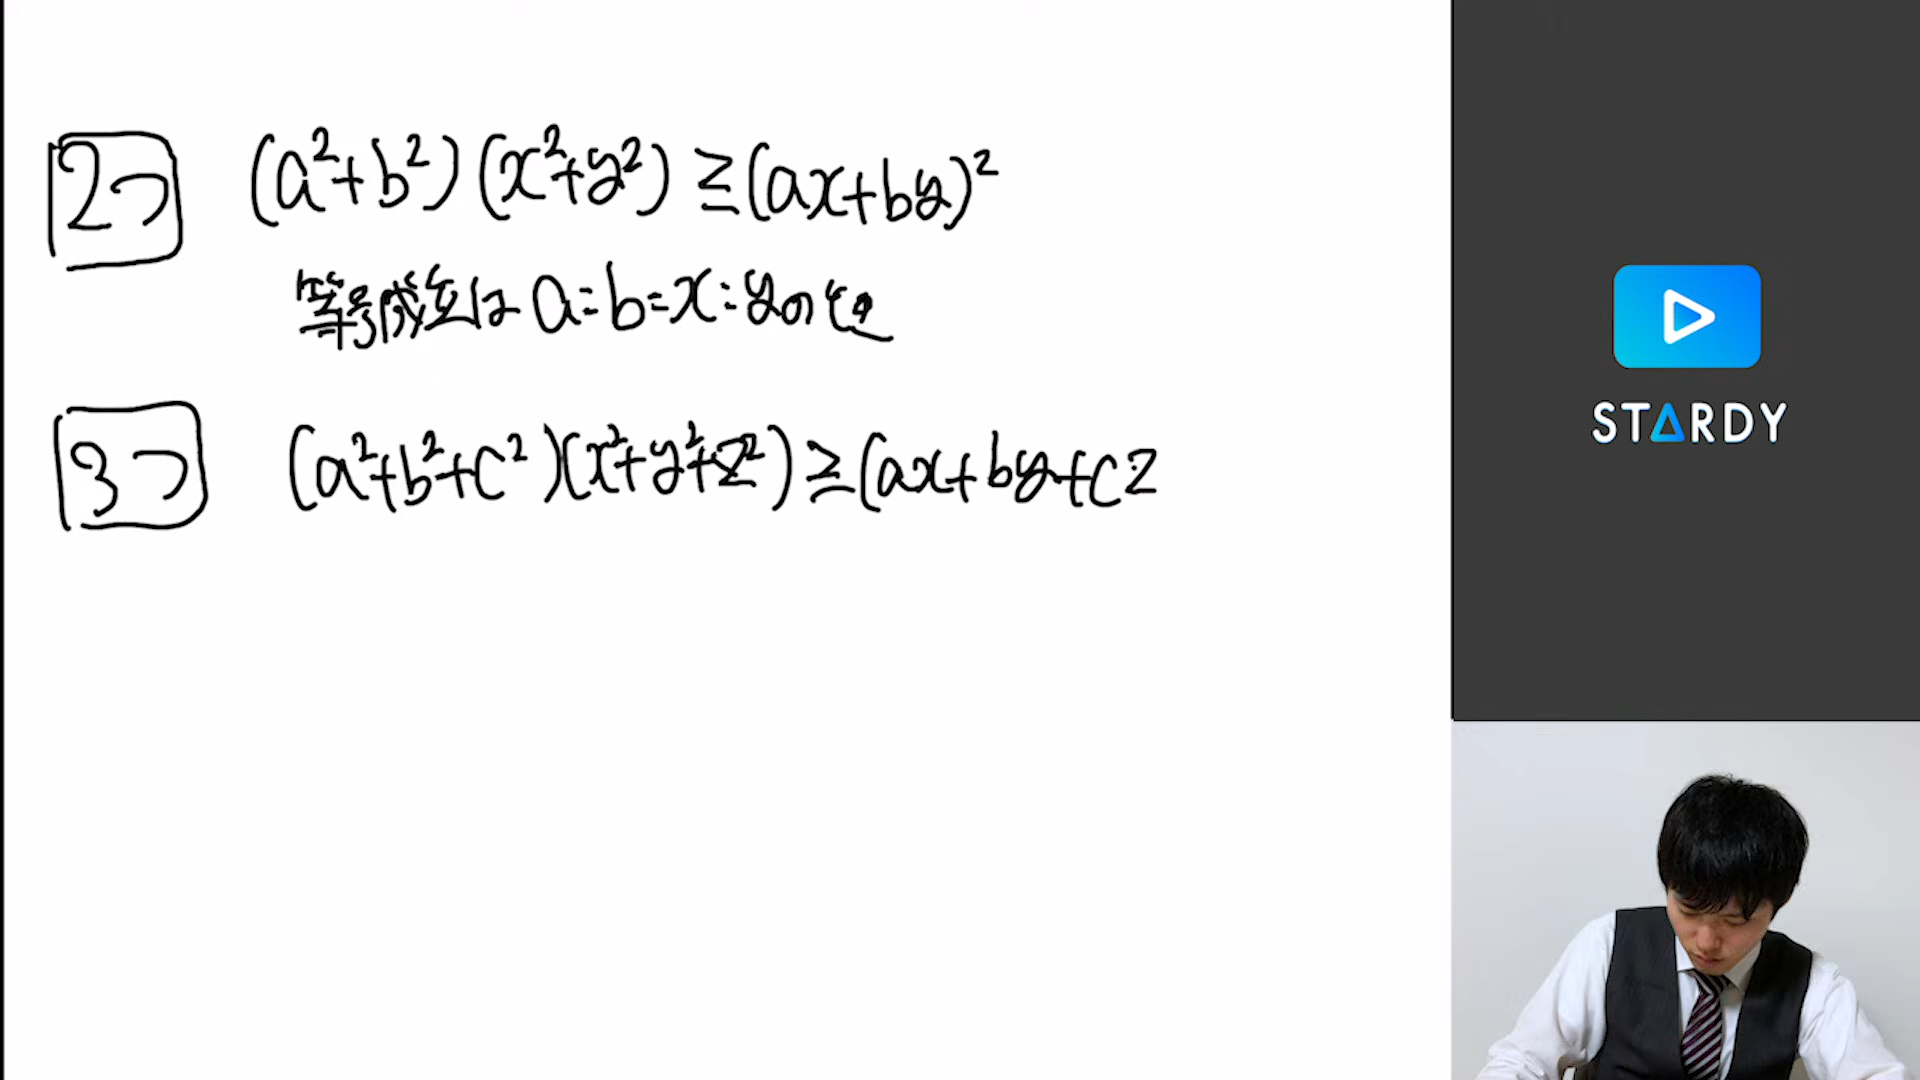 2つ (a²+b²)(x²+y²) ≧ (ax+by)²
等号成立は a:b=x:yのとき
3つ (a²+b²+c²)(x²+y²+z²) ≧ (ax+by+cz
STARDY